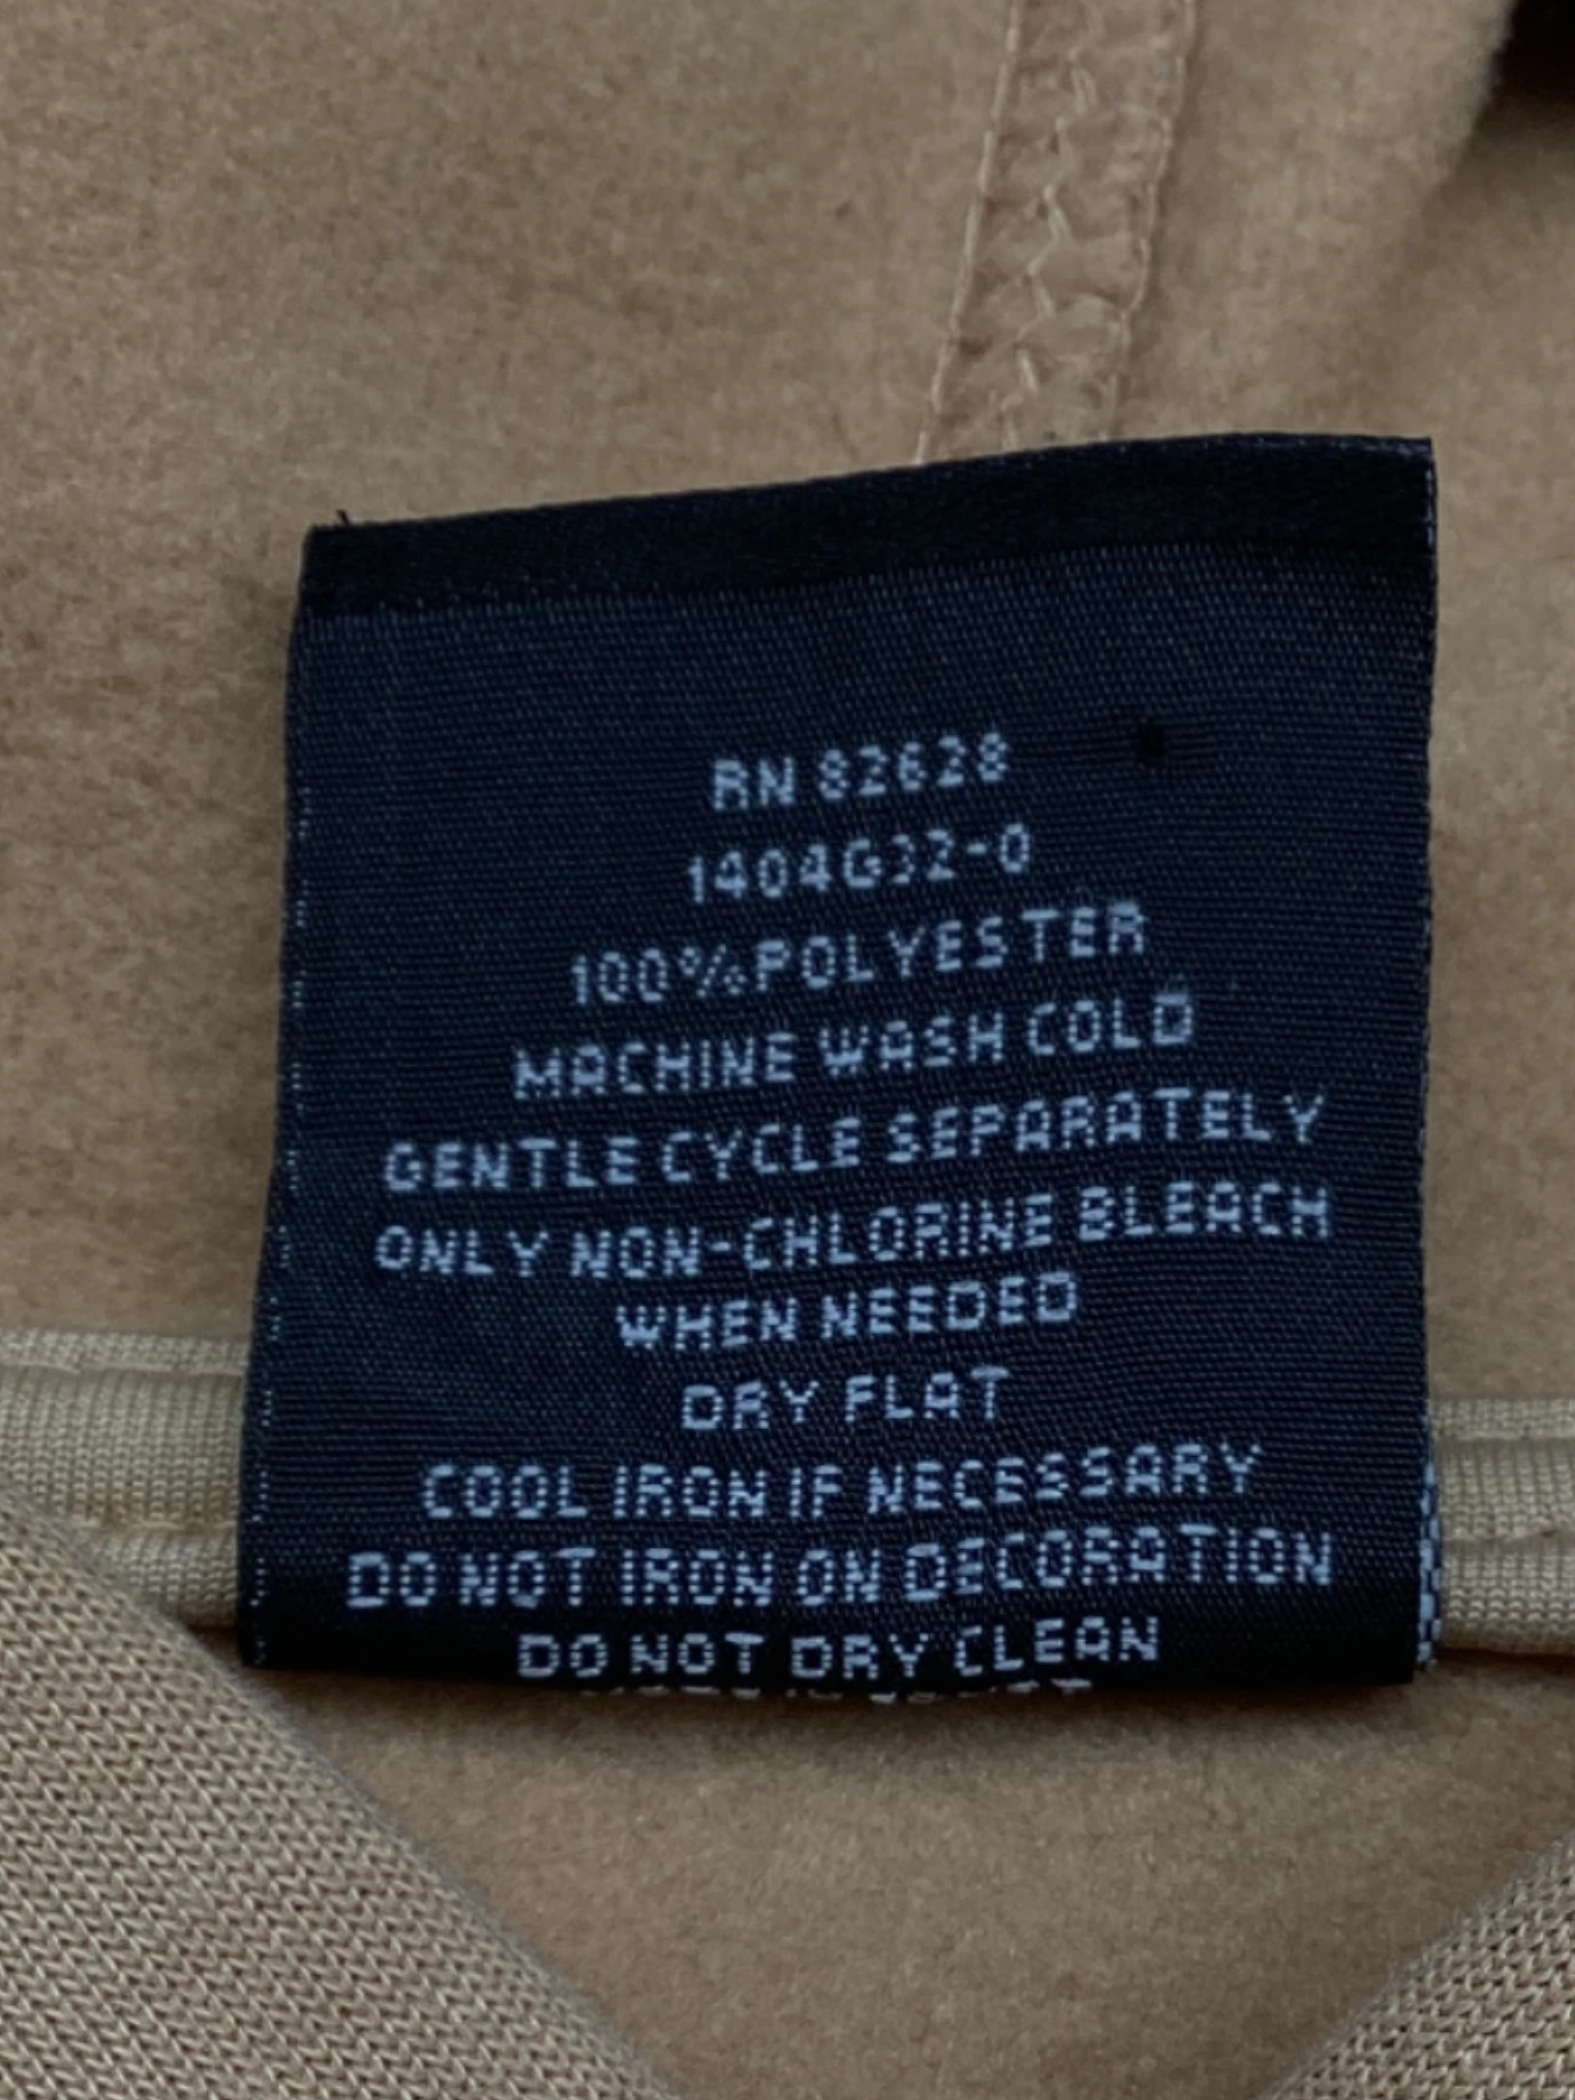 RN 82628
1404G32-0
100%POLYESTER
MACHINE WASH COLD
GENTLE CYCLE SEPARATELY
ONLY NON-CHLORINE BLEACH
WHEN NEEDED
DRY FLAT
COOL IRON IF NECESSARY
DO NOT IRON ON DECORATION
DO NOT DRY CLEAN